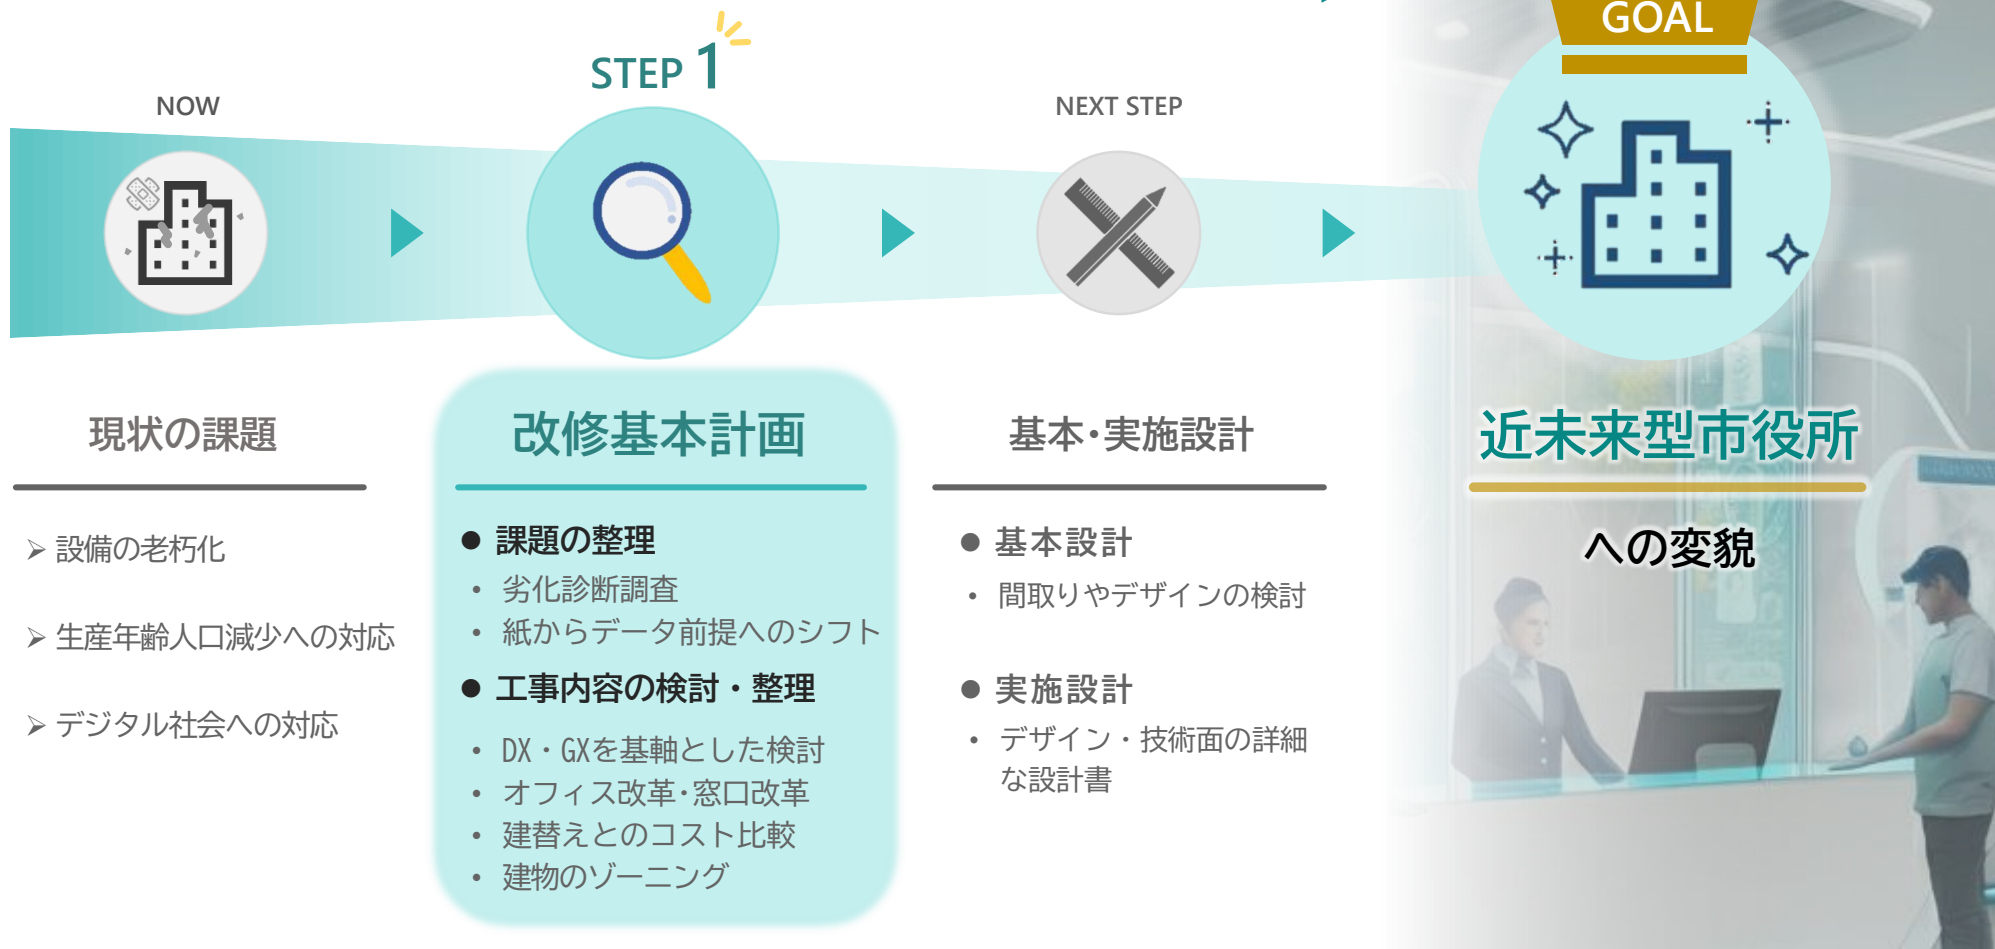 NOW
STEP 1
NEXT STEP
GOAL
現状の課題
➢ 設備の老朽化
➢ 生産年齢人口減少への対応
➢ デジタル社会への対応
改修基本計画
● 課題の整理
・ 劣化診断調査
・ 紙からデータ前提へのシフト
● 工事内容の検討・整理
・ DX・GXを基軸とした検討
・ オフィス改革・窓口改革
・ 建替えとのコスト比較
・ 建物のゾーニング
基本・実施設計
● 基本設計
・ 間取りやデザインの検討
● 実施設計
・ デザイン・技術面の詳細
な設計書
近未来型市役所
への変貌